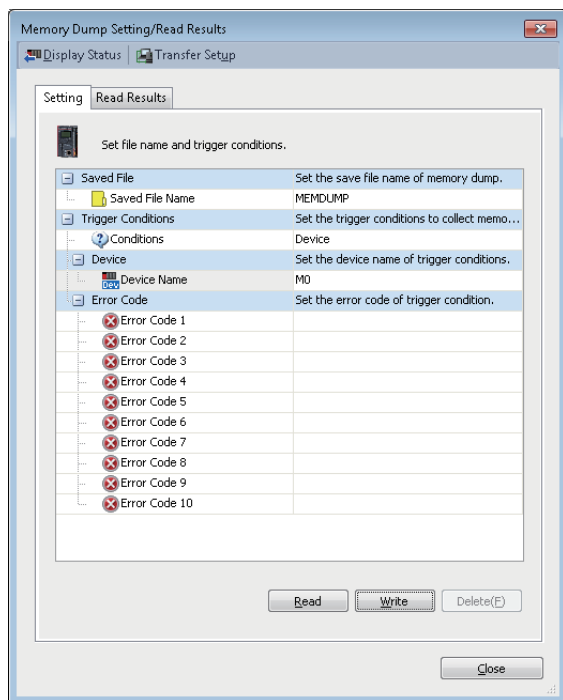 Memory Dump Setting/Read Results
Display Status Transfer Setup
Setting Read Results
Set file name and trigger conditions.
Saved File Set the save file name of memory dump.
Saved File Name MEMDUMP
Trigger Conditions Set the trigger conditions to collect memo...
Conditions Device
Device Set the device name of trigger conditions.
Dev Device Name M0
Error Code Set the error code of trigger condition.
Error Code 1
Error Code 2
Error Code 3
Error Code 4
Error Code 5
Error Code 6
Error Code 7
Error Code 8
Error Code 9
Error Code 10
Read Write Delete(F)
Close